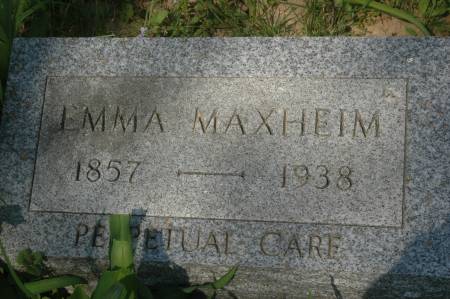 EMMA MAXHEIM
1857 — 1938
PERPETUAL CARE